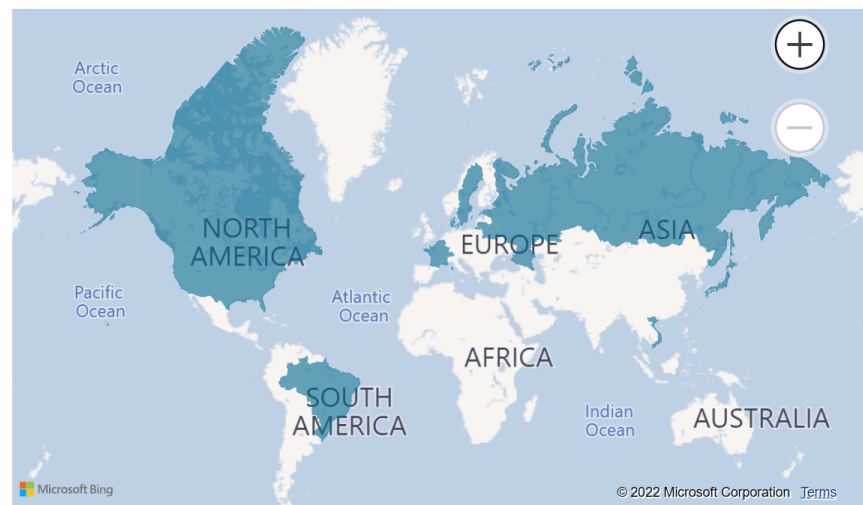 Arctic
Ocean
NORTH
AMERICA
EUROPE
ASIA
Pacific
Ocean
Atlantic
Ocean
AFRICA
SOUTH
AMERICA
Indian
Ocean
AUSTRALIA
Microsoft Bing
© 2022 Microsoft Corporation Terms